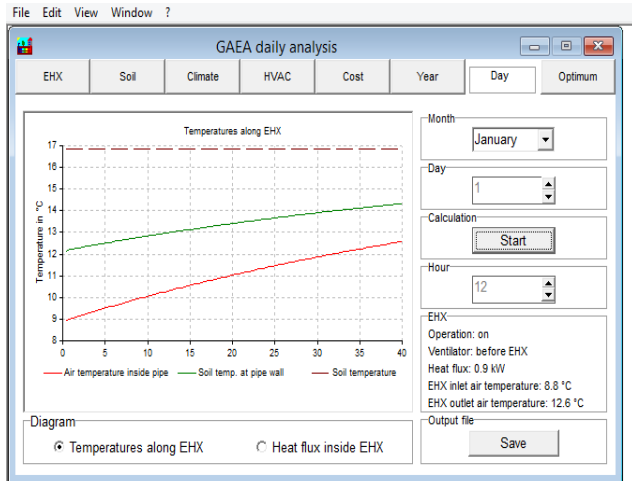 File Edit View Window ?
GAEA daily analysis
EHX Soil Climate HVAC Cost Year Day Optimum
Temperatures along EHX
Temperature in °C
17
16
15
14
13
12
11
10
9
8
0 5 10 15 20 25 30 35 40
Air temperature inside pipe Soil temp. at pipe wall Soil temperature
Diagram
Temperatures along EHX Heat flux inside EHX
Month
January
Day
1
Calculation
Start
Hour
12
EHX
Operation: on
Ventilator: before EHX
Heat flux: 0.9 kW
EHX inlet air temperature: 8.8 °C
EHX outlet air temperature: 12.6 °C
Output file
Save